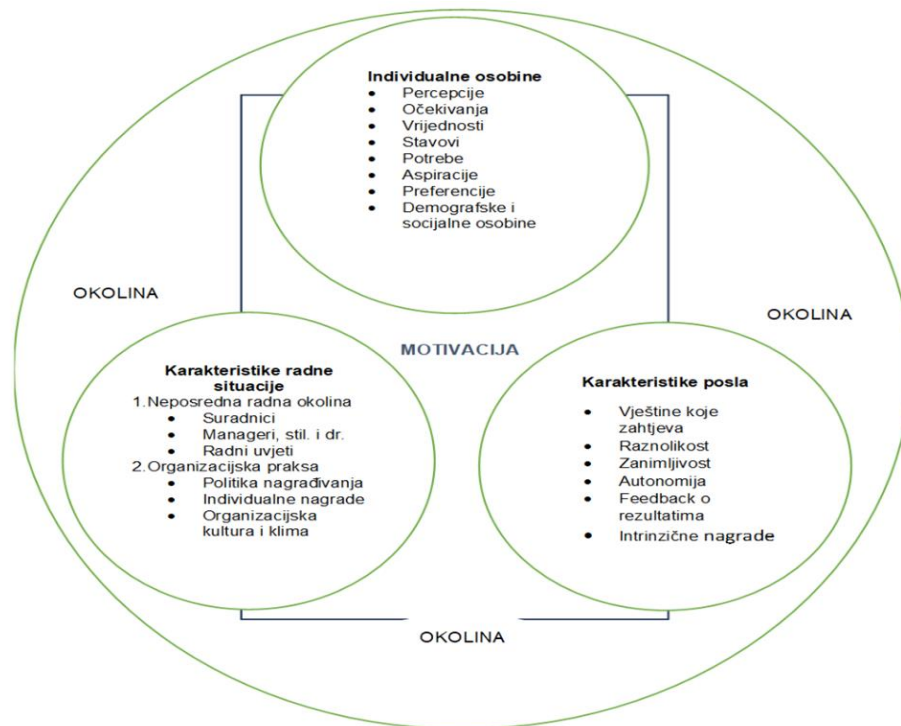 Individualne osobine
• Percepcije
• Očekivanja
• Vrijednosti
• Stavovi
• Potrebe
• Aspiracije
• Preferencije
• Demografske i
socijalne osobine
OKOLINA
OKOLINA
MOTIVACIJA
Karakteristike radne
situacije
1.Neposredna radna okolina
• Suradnici
• Manageri, stil. i dr.
• Radni uvjeti
2.Organizacijska praksa
• Politika nagrađivanja
• Individualne nagrade
• Organizacijska
kultura i klima
Karakteristike posla
• Vještine koje
zahtjeva
• Raznolikost
• Zanimljivost
• Autonomija
• Feedback o
rezultatima
• Intrinzične nagrade
OKOLINA